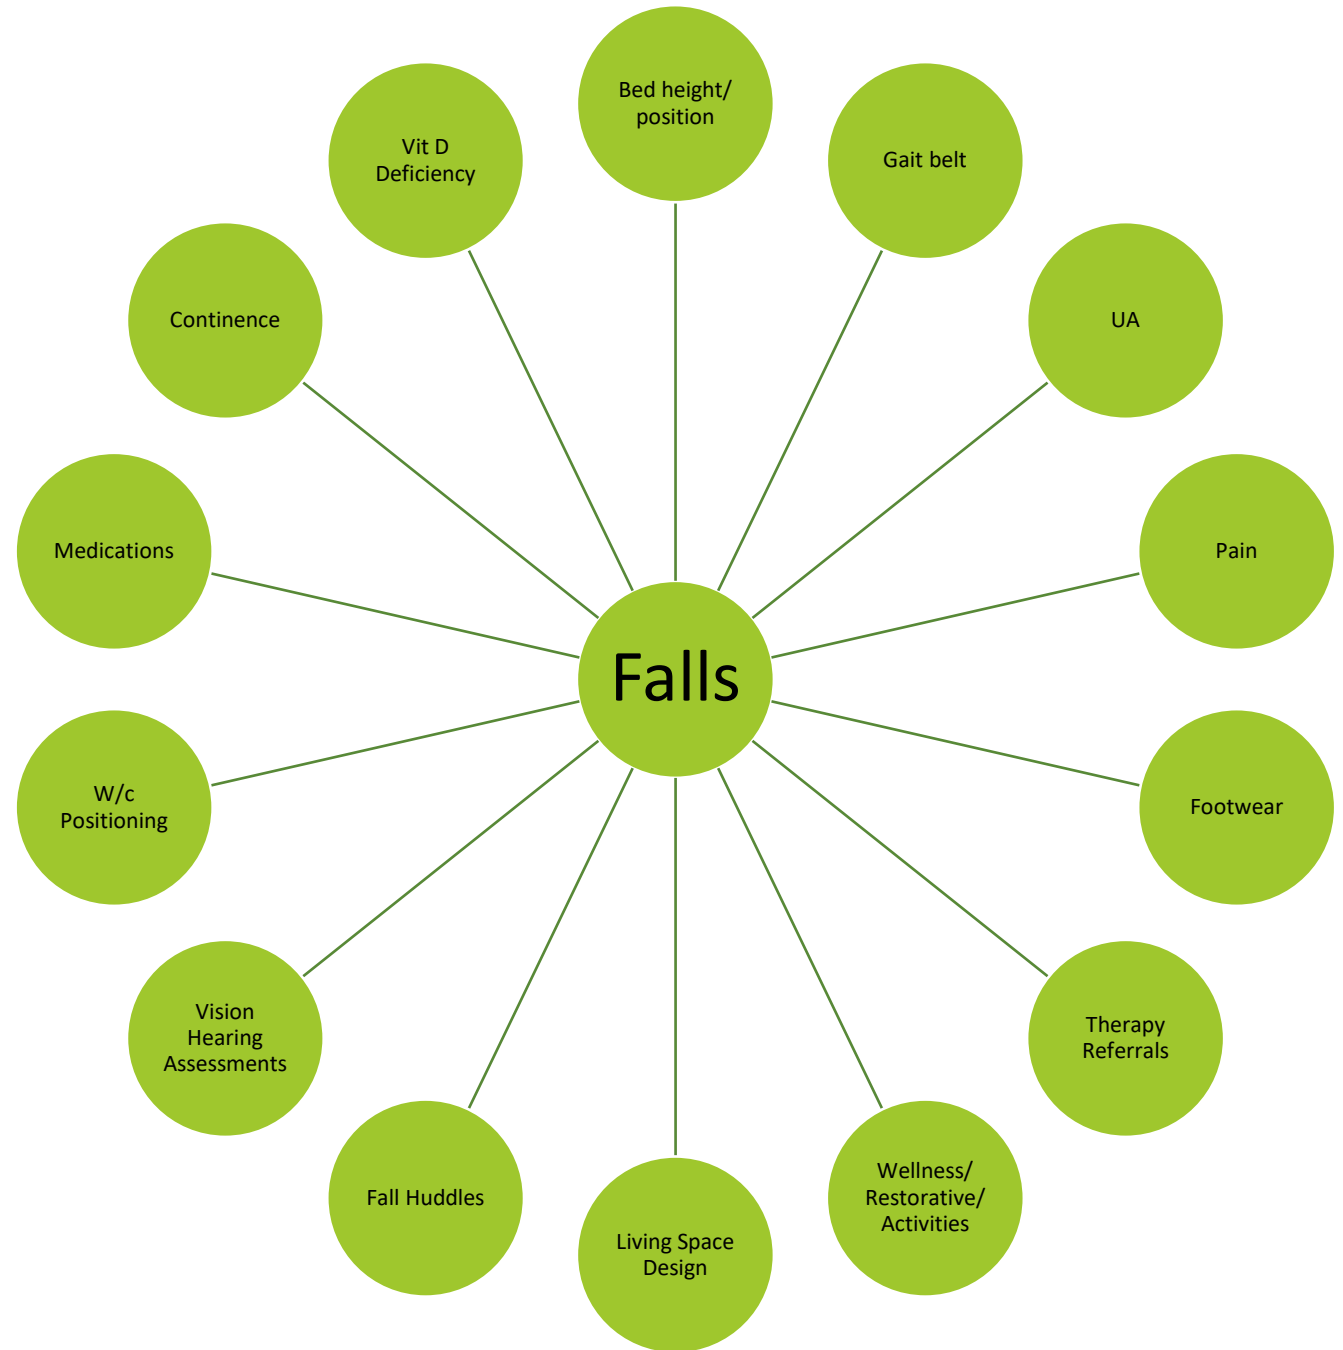 Bed height/
position
Gait belt
UA
Pain
Footwear
Therapy
Referrals
Wellness/
Restorative/
Activities
Living Space
Design
Fall Huddles
Vision
Hearing
Assessments
W/c
Positioning
Medications
Continence
Vit D
Deficiency
Falls